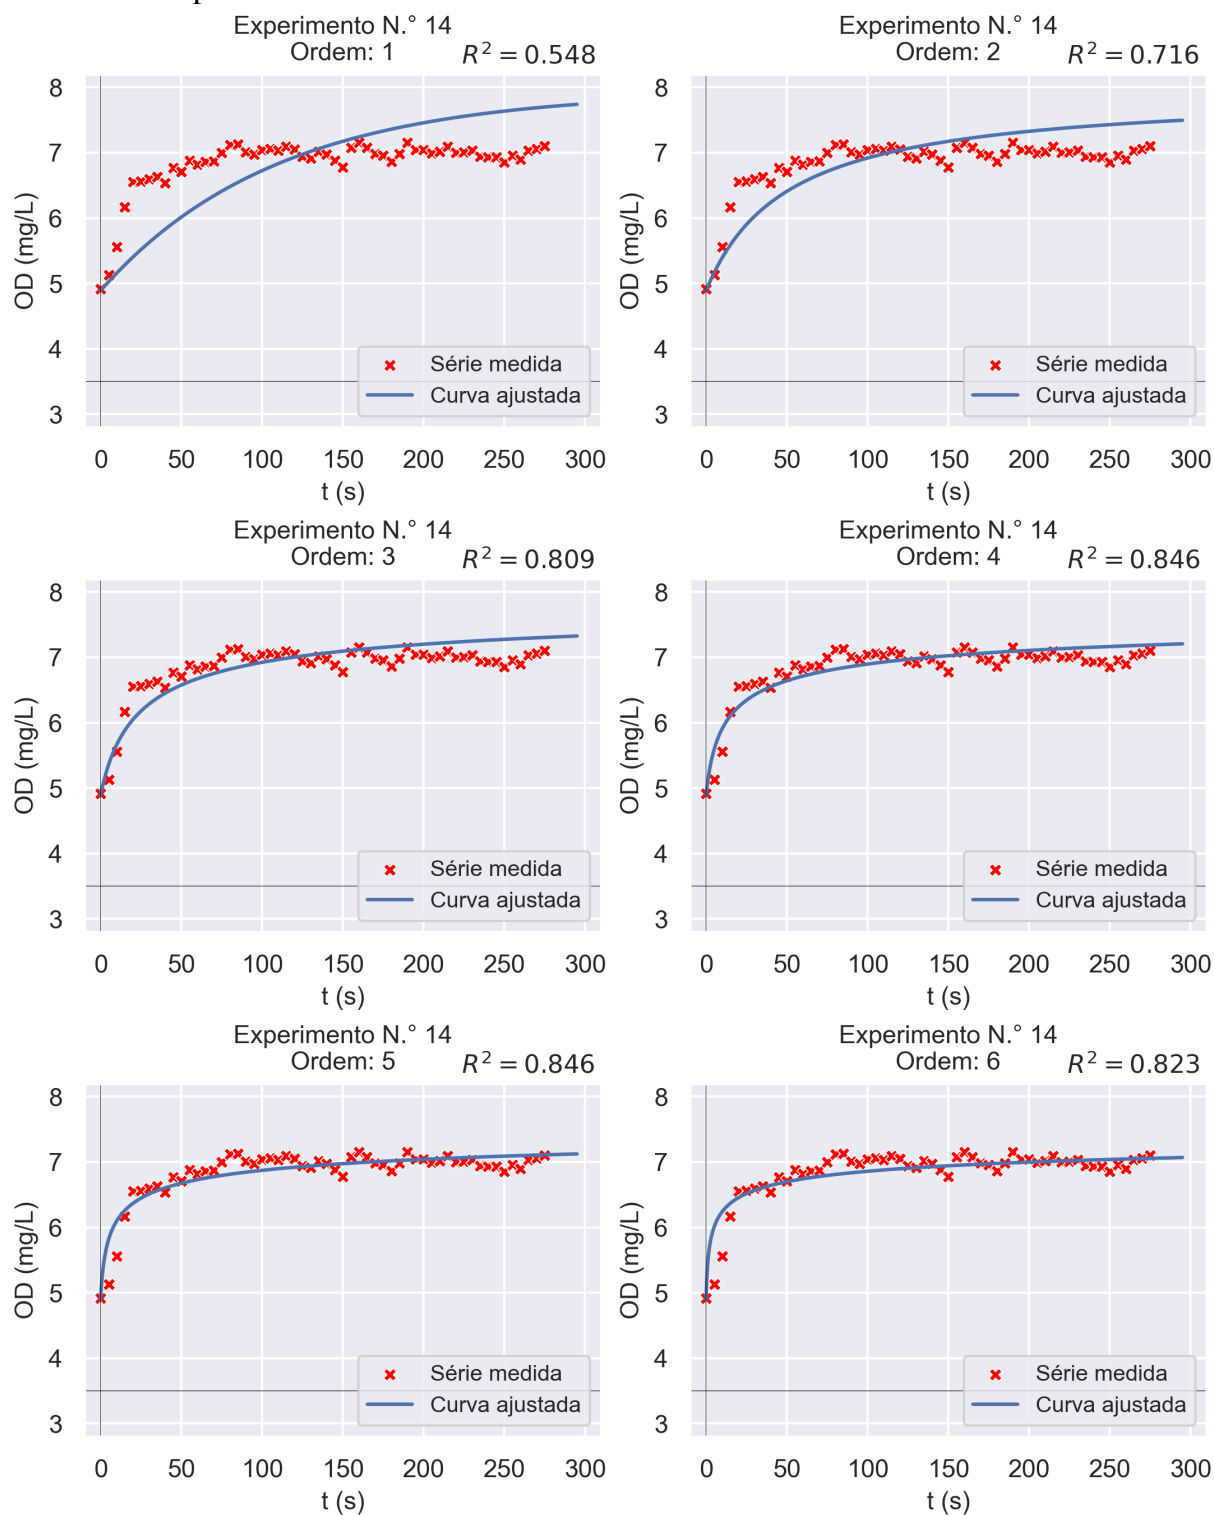 Experimento N.° 14
Ordem: 1 R² = 0.548
8
7
6
5
4
3
OD (mg/L)
Série medida
Curva ajustada
0 50 100 150 200 250 300
t (s)
Experimento N.° 14
Ordem: 2 R² = 0.716
8
7
6
5
4
3
OD (mg/L)
Série medida
Curva ajustada
0 50 100 150 200 250 300
t (s)
Experimento N.° 14
Ordem: 3 R² = 0.809
8
7
6
5
4
3
OD (mg/L)
Série medida
Curva ajustada
0 50 100 150 200 250 300
t (s)
Experimento N.° 14
Ordem: 4 R² = 0.846
8
7
6
5
4
3
OD (mg/L)
Série medida
Curva ajustada
0 50 100 150 200 250 300
t (s)
Experimento N.° 14
Ordem: 5 R² = 0.846
8
7
6
5
4
3
OD (mg/L)
Série medida
Curva ajustada
0 50 100 150 200 250 300
t (s)
Experimento N.° 14
Ordem: 6 R² = 0.823
8
7
6
5
4
3
OD (mg/L)
Série medida
Curva ajustada
0 50 100 150 200 250 300
t (s)